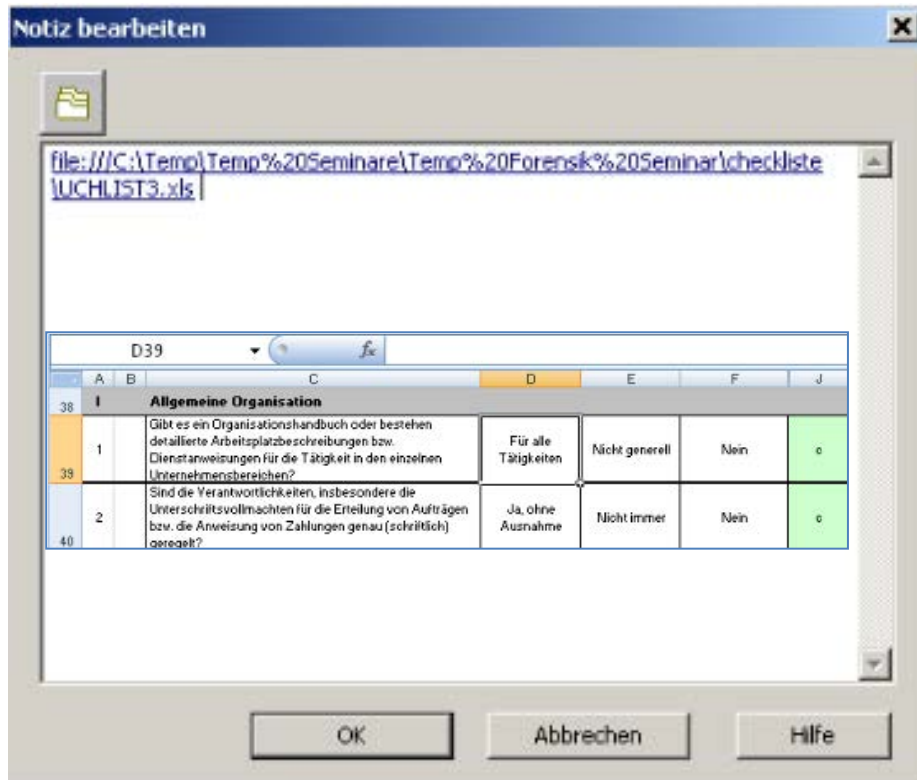 Notiz bearbeiten
file:///C:\Temp\Temp%20Seminare\Temp%20Forensik%20Seminar\checkliste
\UCHLIST3.xls
D39 fx
A B C D E F J
38 I Allgemeine Organisation
Gibt es ein Organisationshandbuch oder bestehen
detaillierte Arbeitsplatzbeschreibungen bzw.
Dienstanweisungen für die Tätigkeit in den einzelnen
Unternehmensbereichen?
39 1 Für alle
Tätigkeiten
Nicht generell
Nein
c
Sind die Verantwortlichkeiten, insbesondere die
Unterschriftsvollmachten für die Erteilung von Aufträgen
bzw. die Anweisung von Zahlungen genau (schriftlich)
geregelt?
40 2 Ja, ohne
Ausnahme
Nicht immer
Nein
c
OK Abbrechen Hilfe